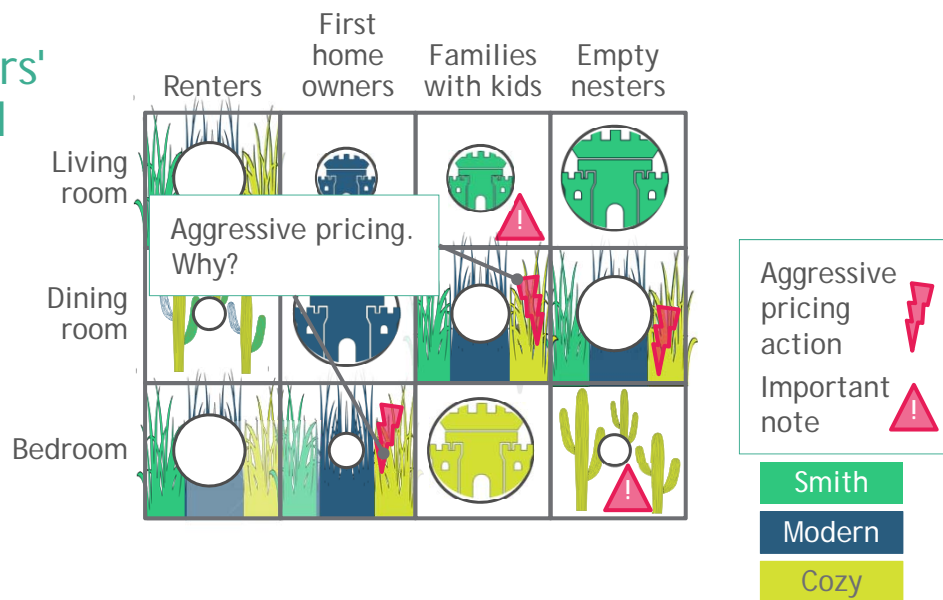 rs'
First
home
owners
Families
with kids
Empty
nesters
Renters
Living
room
Dining
room
Bedroom
Aggressive pricing.
Why?
!
!
Aggressive
pricing
action
Important
note
!
Smith
Modern
Cozy